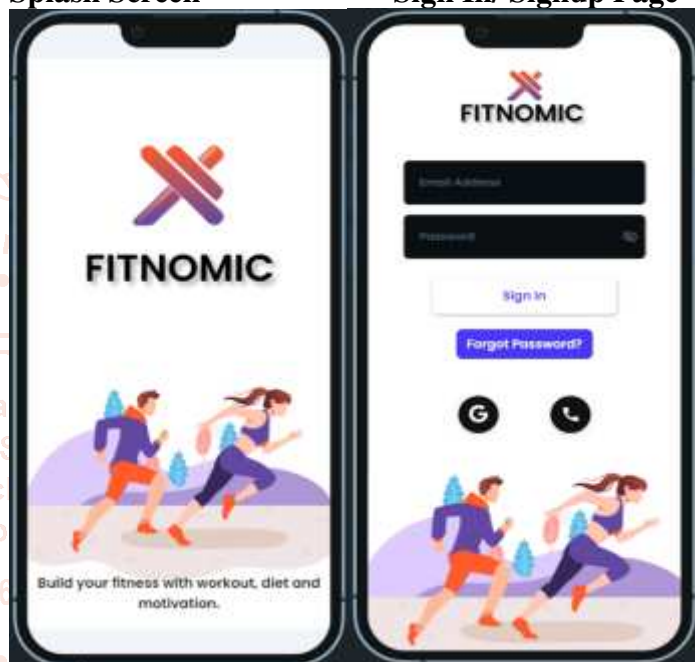 Splash Screen
Sign In/ Signup Page
FITNOMIC
Build your fitness with workout, diet and
motivation.
FITNOMIC
Email Address
Password
Sign In
Forgot Password?
G